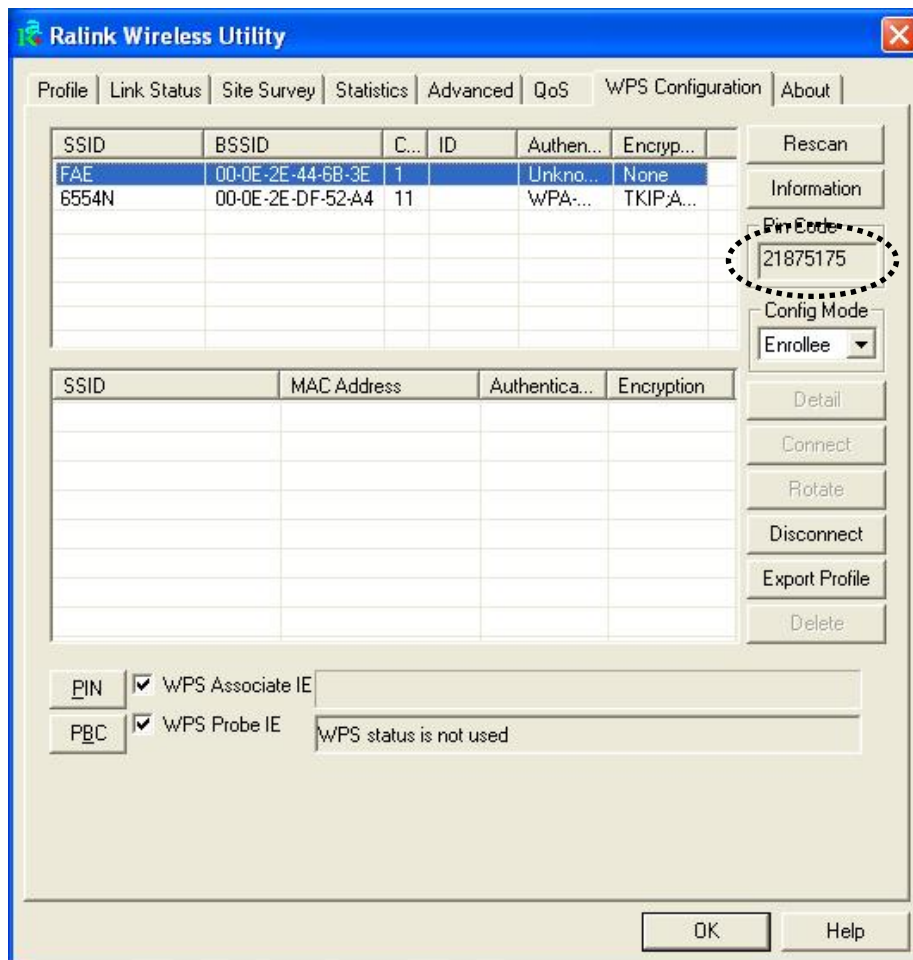 Ralink Wireless Utility
Profile Link Status Site Survey Statistics Advanced QoS WPS Configuration About
SSID BSSID C... ID Authen... Encryp...
FAE 00-0E-2E-44-6B-3E 1 Unkno... None
6554N 00-0E-2E-DF-52-A4 11 WPA-... TKIP;A...
Rescan
Information
Pin Code
21875175
Config Mode
Enrollee
SSID MAC Address Authentica... Encryption
Detail
Connect
Rotate
Disconnect
Export Profile
Delete
PIN WPS Associate IE
PBC WPS Probe IE WPS status is not used
OK Help